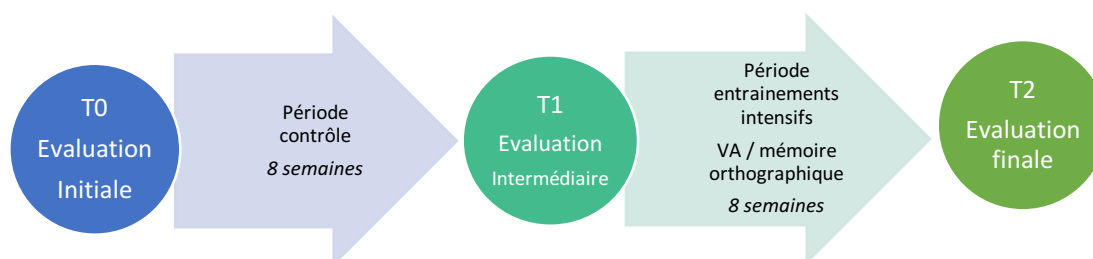 T0
Evaluation
Initiale
Période
contrôle
8 semaines
T1
Evaluation
Intermédiaire
Période
entrainements
intensifs
VA / mémoire
orthographique
8 semaines
T2
Evaluation
finale